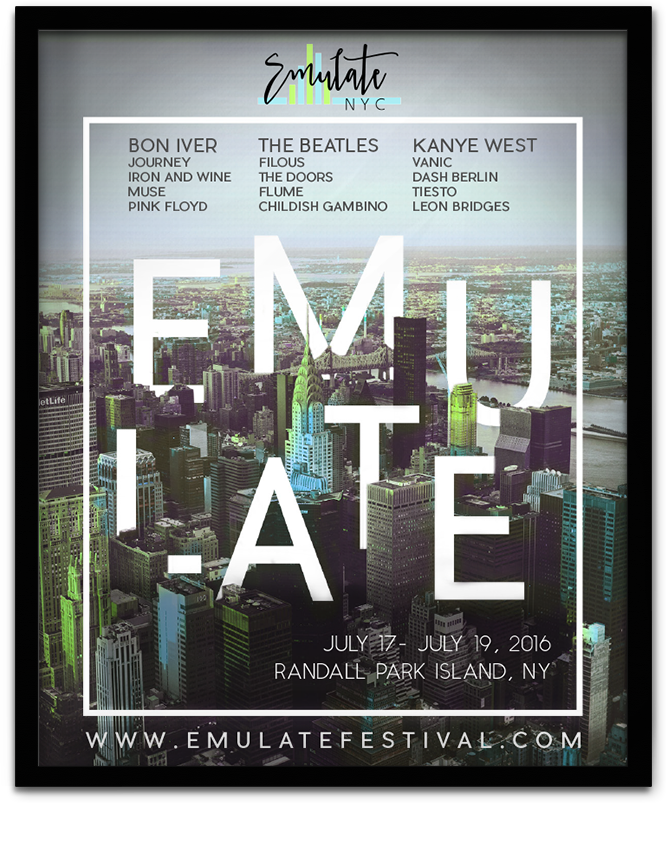 Emulate
NYC
BON IVER
JOURNEY
IRON AND WINE
MUSE
PINK FLOYD
THE BEATLES
FILOUS
THE DOORS
FLUME
CHILDISH GAMBINO
KANYE WEST
VANIC
DASH BERLIN
TIESTO
LEON BRIDGES
EMU
LATE
etLife
JULY 17- JULY 19, 2016
RANDALL PARK ISLAND, NY
WWW.EMULATEFESTIVAL.COM